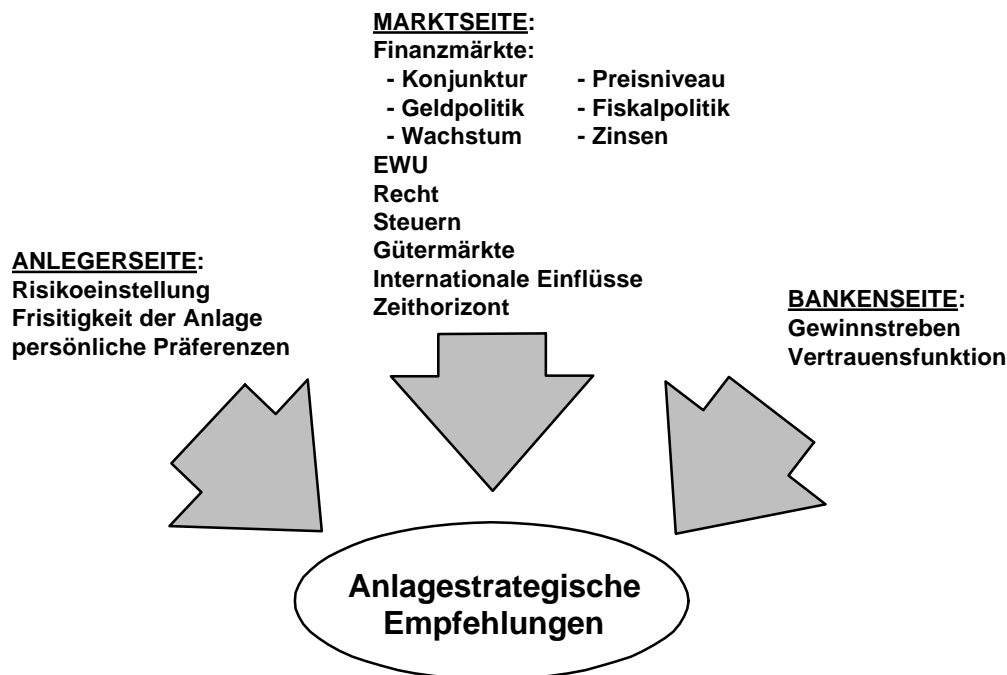 MARKTSEITE:
Finanzmärkte:
- Konjunktur - Preisniveau
- Geldpolitik - Fiskalpolitik
- Wachstum - Zinsen
EWU
Recht
Steuern
Gütermärkte
Internationale Einflüsse
Zeithorizont
ANLEGERSEITE:
Risikoeinstellung
Frisitigkeit der Anlage
persönliche Präferenzen
BANKENSEITE:
Gewinnstreben
Vertrauensfunktion
Anlagestrategische
Empfehlungen